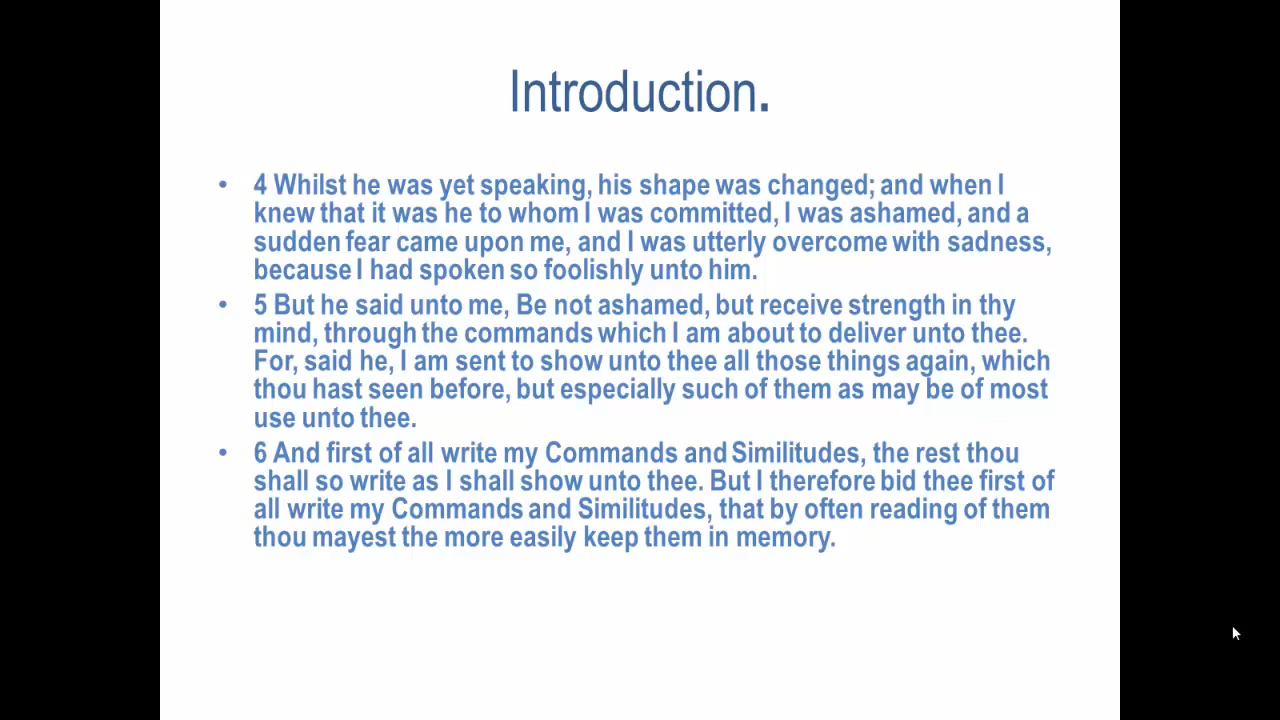 Introduction.
• 4 Whilst he was yet speaking, his shape was changed; and when I
knew that it was he to whom I was committed, I was ashamed, and a
sudden fear came upon me, and I was utterly overcome with sadness,
because I had spoken so foolishly unto him.
• 5 But he said unto me, Be not ashamed, but receive strength in thy
mind, through the commands which I am about to deliver unto thee.
For, said he, I am sent to show unto thee all those things again, which
thou hast seen before, but especially such of them as may be of most
use unto thee.
• 6 And first of all write my Commands and Similitudes, the rest thou
shall so write as I shall show unto thee. But I therefore bid thee first of
all write my Commands and Similitudes, that by often reading of them
thou mayest the more easily keep them in memory.